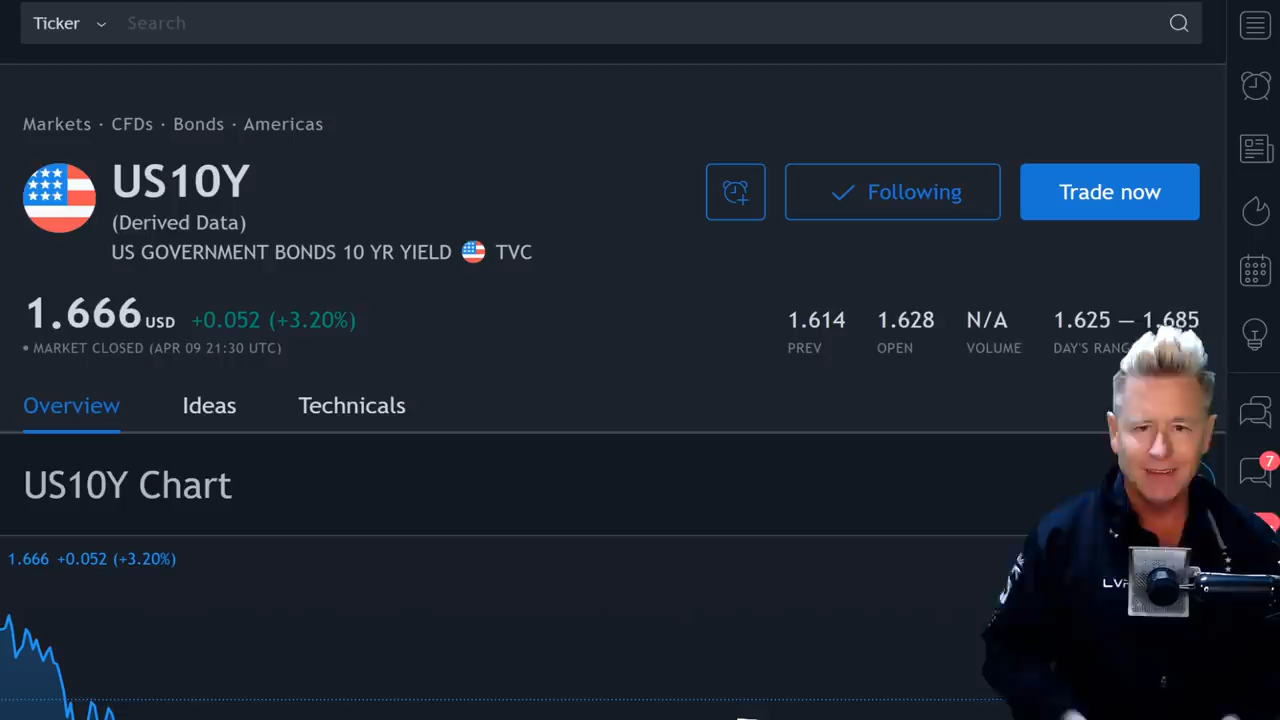 Ticker Search
Markets · CFDs · Bonds · Americas
US10Y
(Derived Data)
US GOVERNMENT BONDS 10 YR YIELD TVC
Following
Trade now
1.666 USD +0.052 (+3.20%)
• MARKET CLOSED (APR 09 21:30 UTC)
1.614 1.628 N/A 1.625 — 1.685
PREV OPEN VOLUME DAY'S
Overview Ideas Technicals
7
US10Y Chart
1.666 +0.052 (+3.20%)